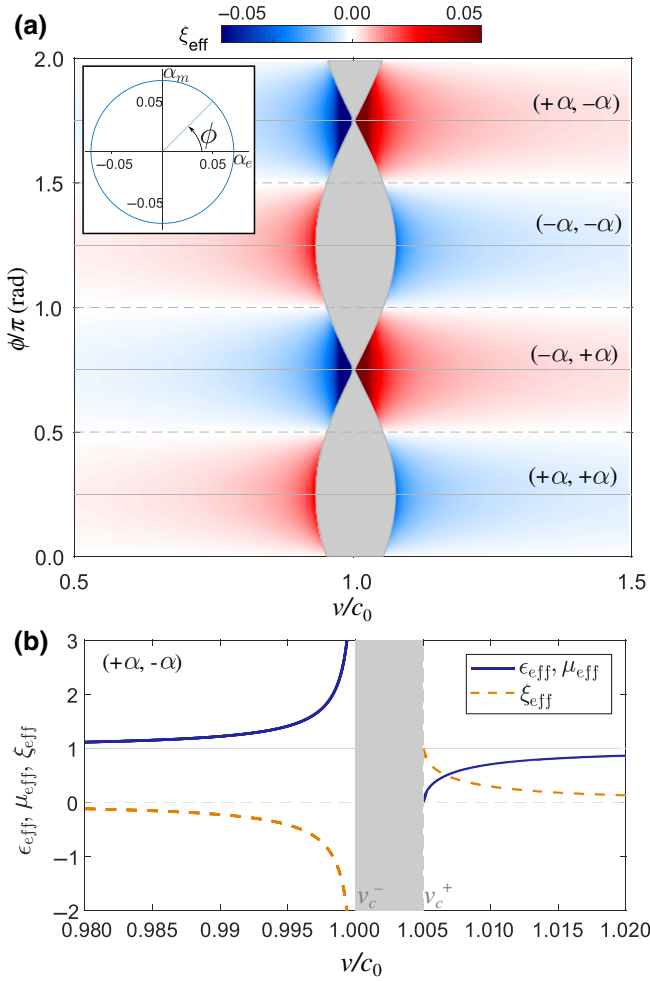 (a)
ξeff
−0.05 0.00 0.05
2.0
1.5
1.0
0.5
0.0
ϕ/π (rad)
αm
0.05
ϕ
−0.05 0.05
αe
−0.05
(+α, -α)
(-α, -α)
(-α, +α)
(+α, +α)
0.5 1.0 1.5
v/c0
(b)
(+α, -α)
3
2
1
0
−1
−2
ϵeff, μeff, ξeff
ϵeff, μeff
ξeff
vc− vc+
0.980 0.985 0.990 0.995 1.000 1.005 1.010 1.015 1.020
v/c0